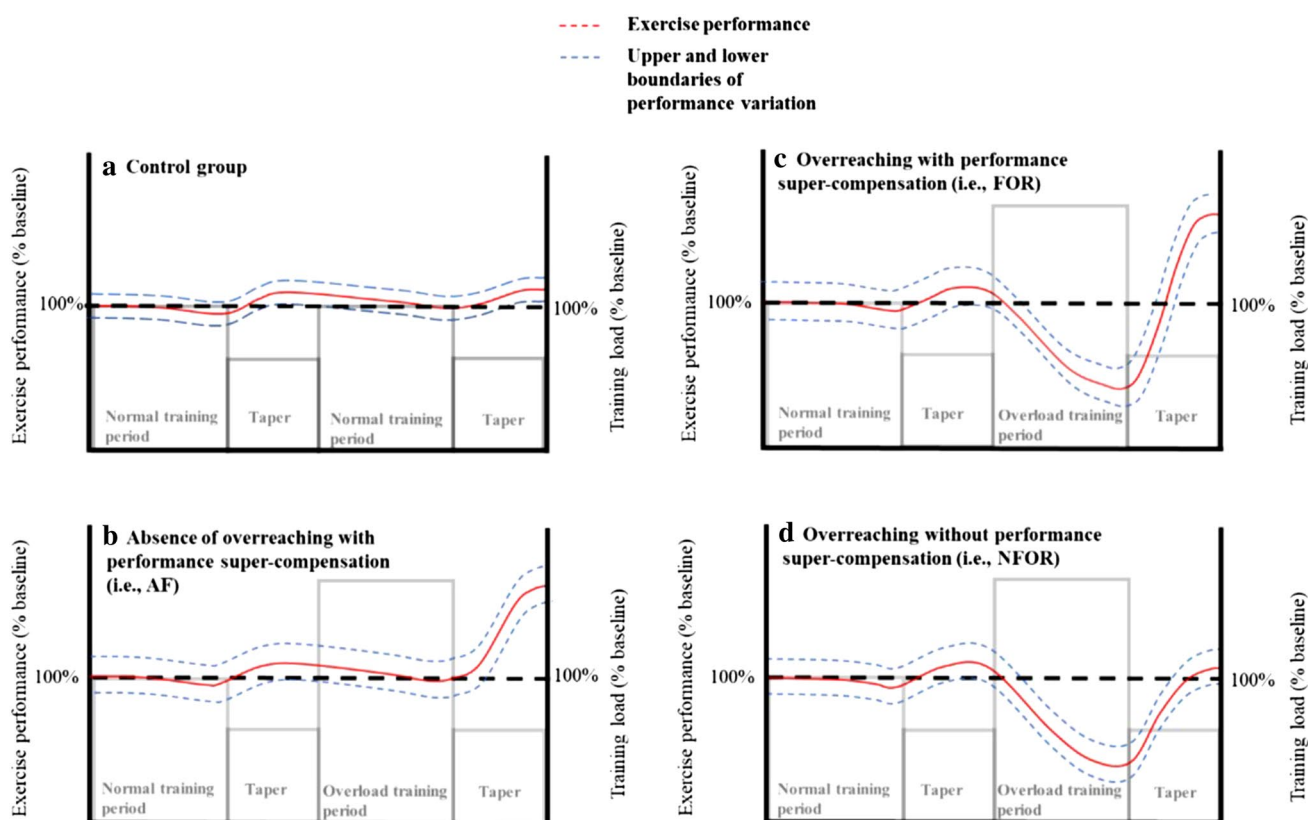 Exercise performance
Upper and lower
boundaries of
performance variation
a Control group
Exercise performance (% baseline)
100%
100%
Training load (% baseline)
Normal training
period
Taper
Normal training
period
Taper
c Overreaching with performance
super-compensation (i.e., FOR)
Exercise performance (% baseline)
100%
100%
Training load (% baseline)
Normal training
period
Taper
Overload training
period
Taper
b Absence of overreaching with
performance super-compensation
(i.e., AF)
Exercise performance (% baseline)
100%
100%
Training load (% baseline)
Normal training
period
Taper
Overload training
period
Taper
d Overreaching without performance
super-compensation (i.e., NFOR)
Exercise performance (% baseline)
100%
100%
Training load (% baseline)
Normal training
period
Taper
Overload training
period
Taper